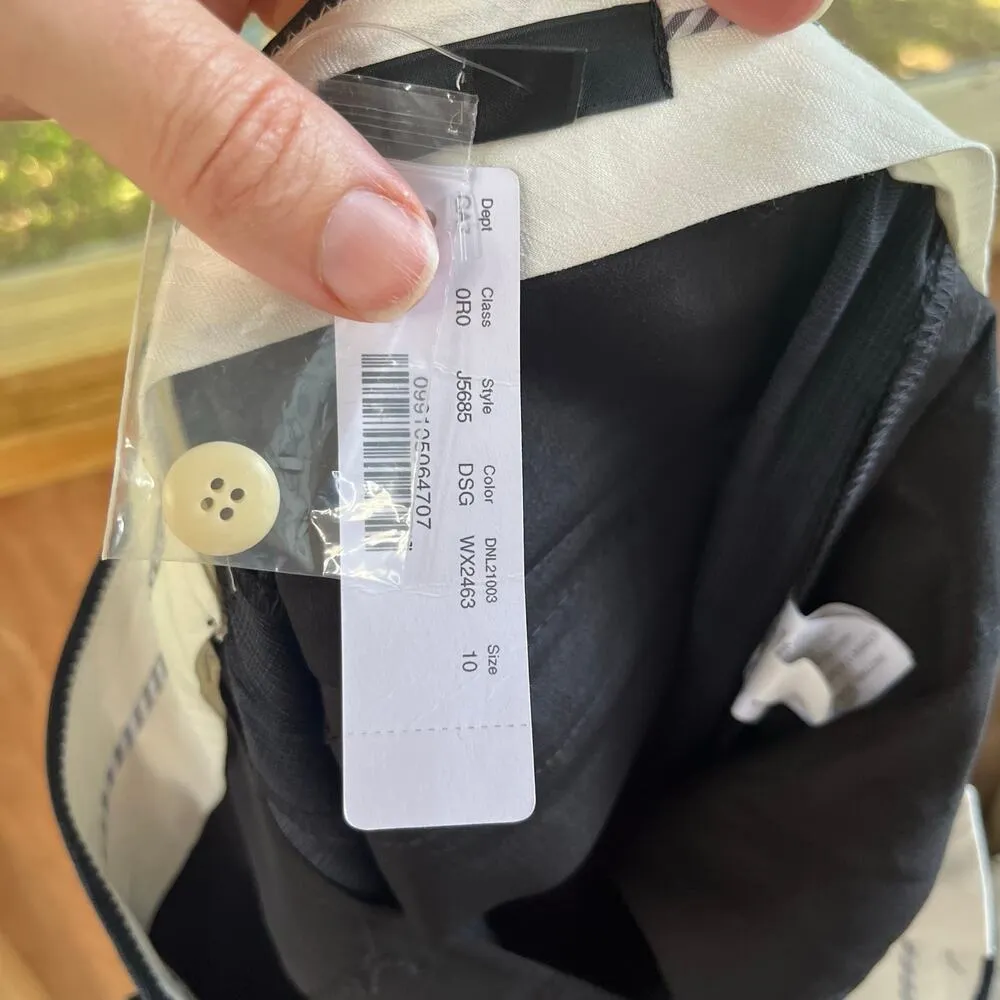 Dept Class Style Color DNL21003 Size
0R0 J5685 DSG WX2463 10
099105064707